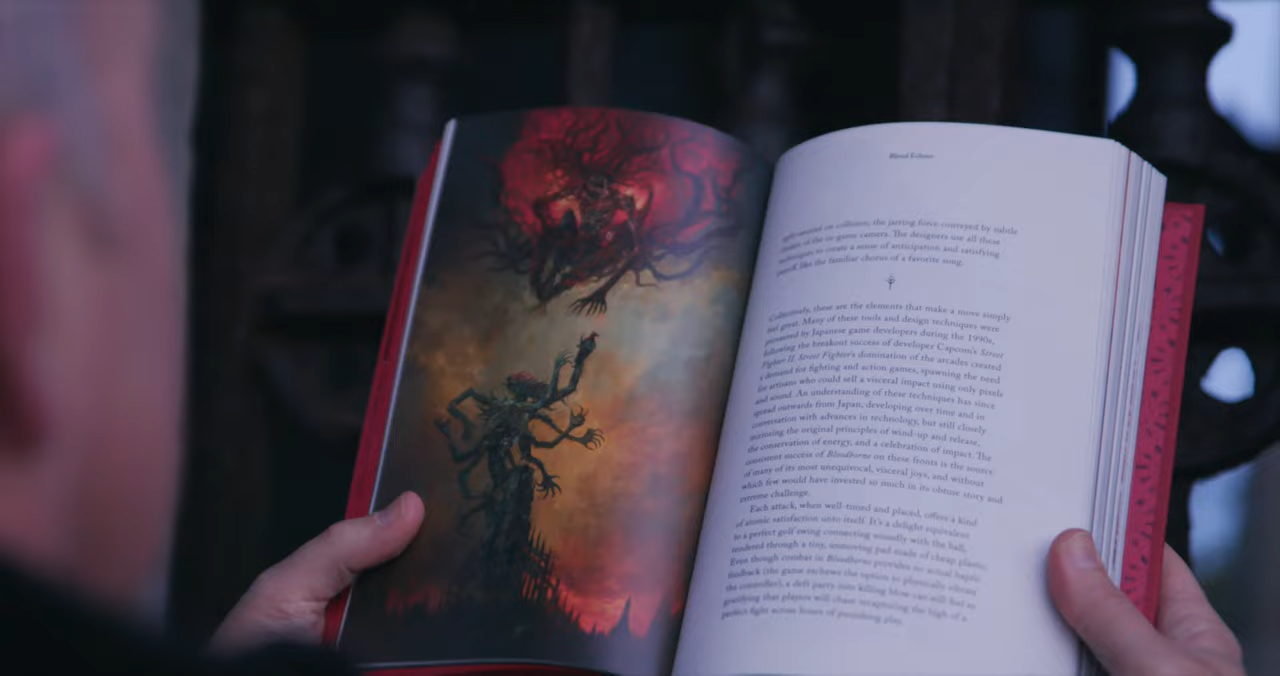 Blood Echoes
spread in collision; the jarring force conveyed by subtle
of the in-game camera. The designers use all these
techniques to create a sense of anticipation and satisfying
payoff, like the familiar chorus of a favorite song.
Collectively, these are the elements that make a move simply
feel great. Many of these tools and design techniques were
pioneered by Japanese game developers during the 1990s,
following the breakout success of developer Capcom's Street
Fighter II. Street Fighter's domination of the arcades created
a demand for fighting and action games, spawning the need
for artisans who could sell a visceral impact using only pixels
and sound. An understanding of these techniques has since
spread outwards from Japan, developing over time and in
conversation with advances in technology, but still closely
mirroring the original principles of wind-up and release,
the conservation of energy, and a celebration of impact. The
consistent success of Bloodborne on these fronts is the source
of many of its most unequivocal, visceral joys, and without
which few would have invested so much in its obtuse story and
extreme challenge.
Each attack, when well-timed and placed, offers a kind
of atomic satisfaction unto itself. It's a delight equivalent
to a perfect golf swing connecting soundly with the ball,
rendered through a tiny, unmoving pad made of cheap plastic.
Even though combat in Bloodborne provides no actual haptic
feedback (the game eschews the option to physically vibrate
the controller), a deft parry into killing blow can still feel so
gratifying that players will chase recapturing the high of a
perfect fight across hours of punishing play.